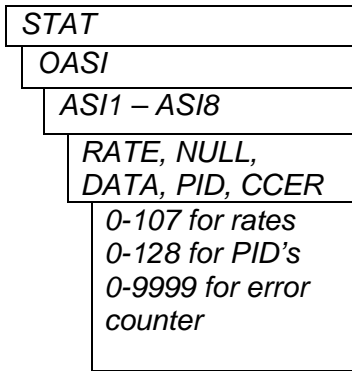 STAT
OASI
ASI1 – ASI8
RATE, NULL,
DATA, PID, CCER
0-107 for rates
0-128 for PID’s
0-9999 for error
counter